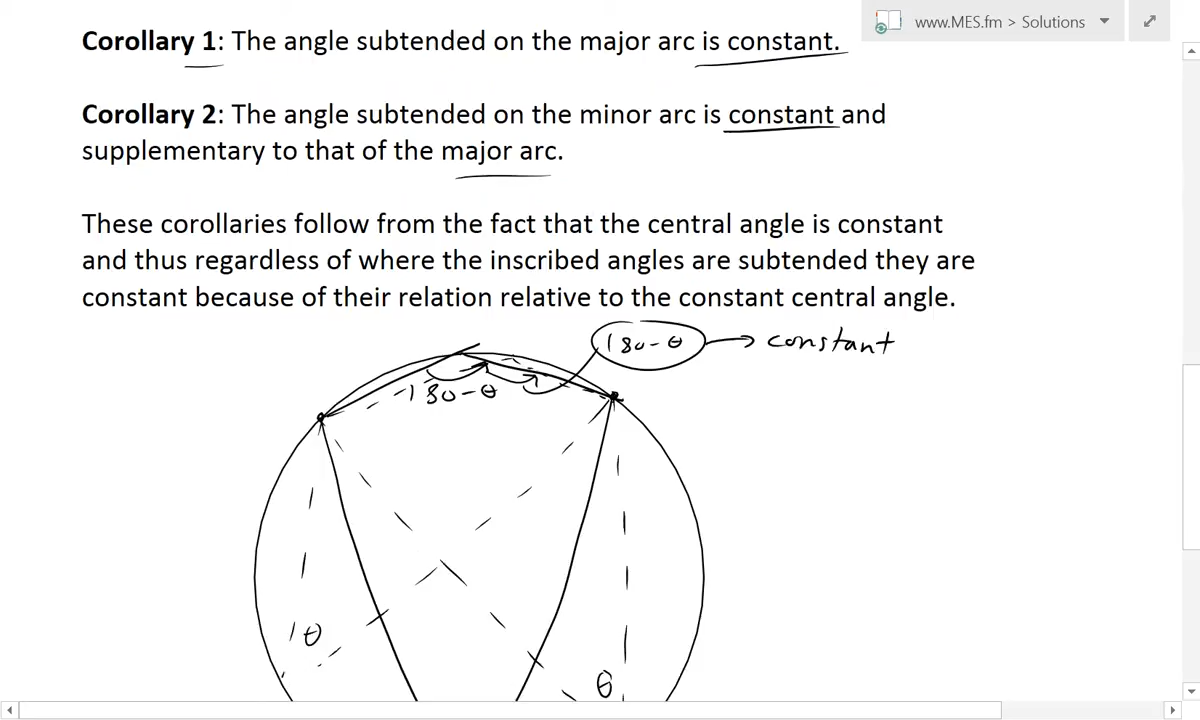 www.MES.fm > Solutions
Corollary 1: The angle subtended on the major arc is constant.
Corollary 2: The angle subtended on the minor arc is constant and
supplementary to that of the major arc.
These corollaries follow from the fact that the central angle is constant
and thus regardless of where the inscribed angles are subtended they are
constant because of their relation relative to the constant central angle.
180-θ → constant
180-θ
θ
θ